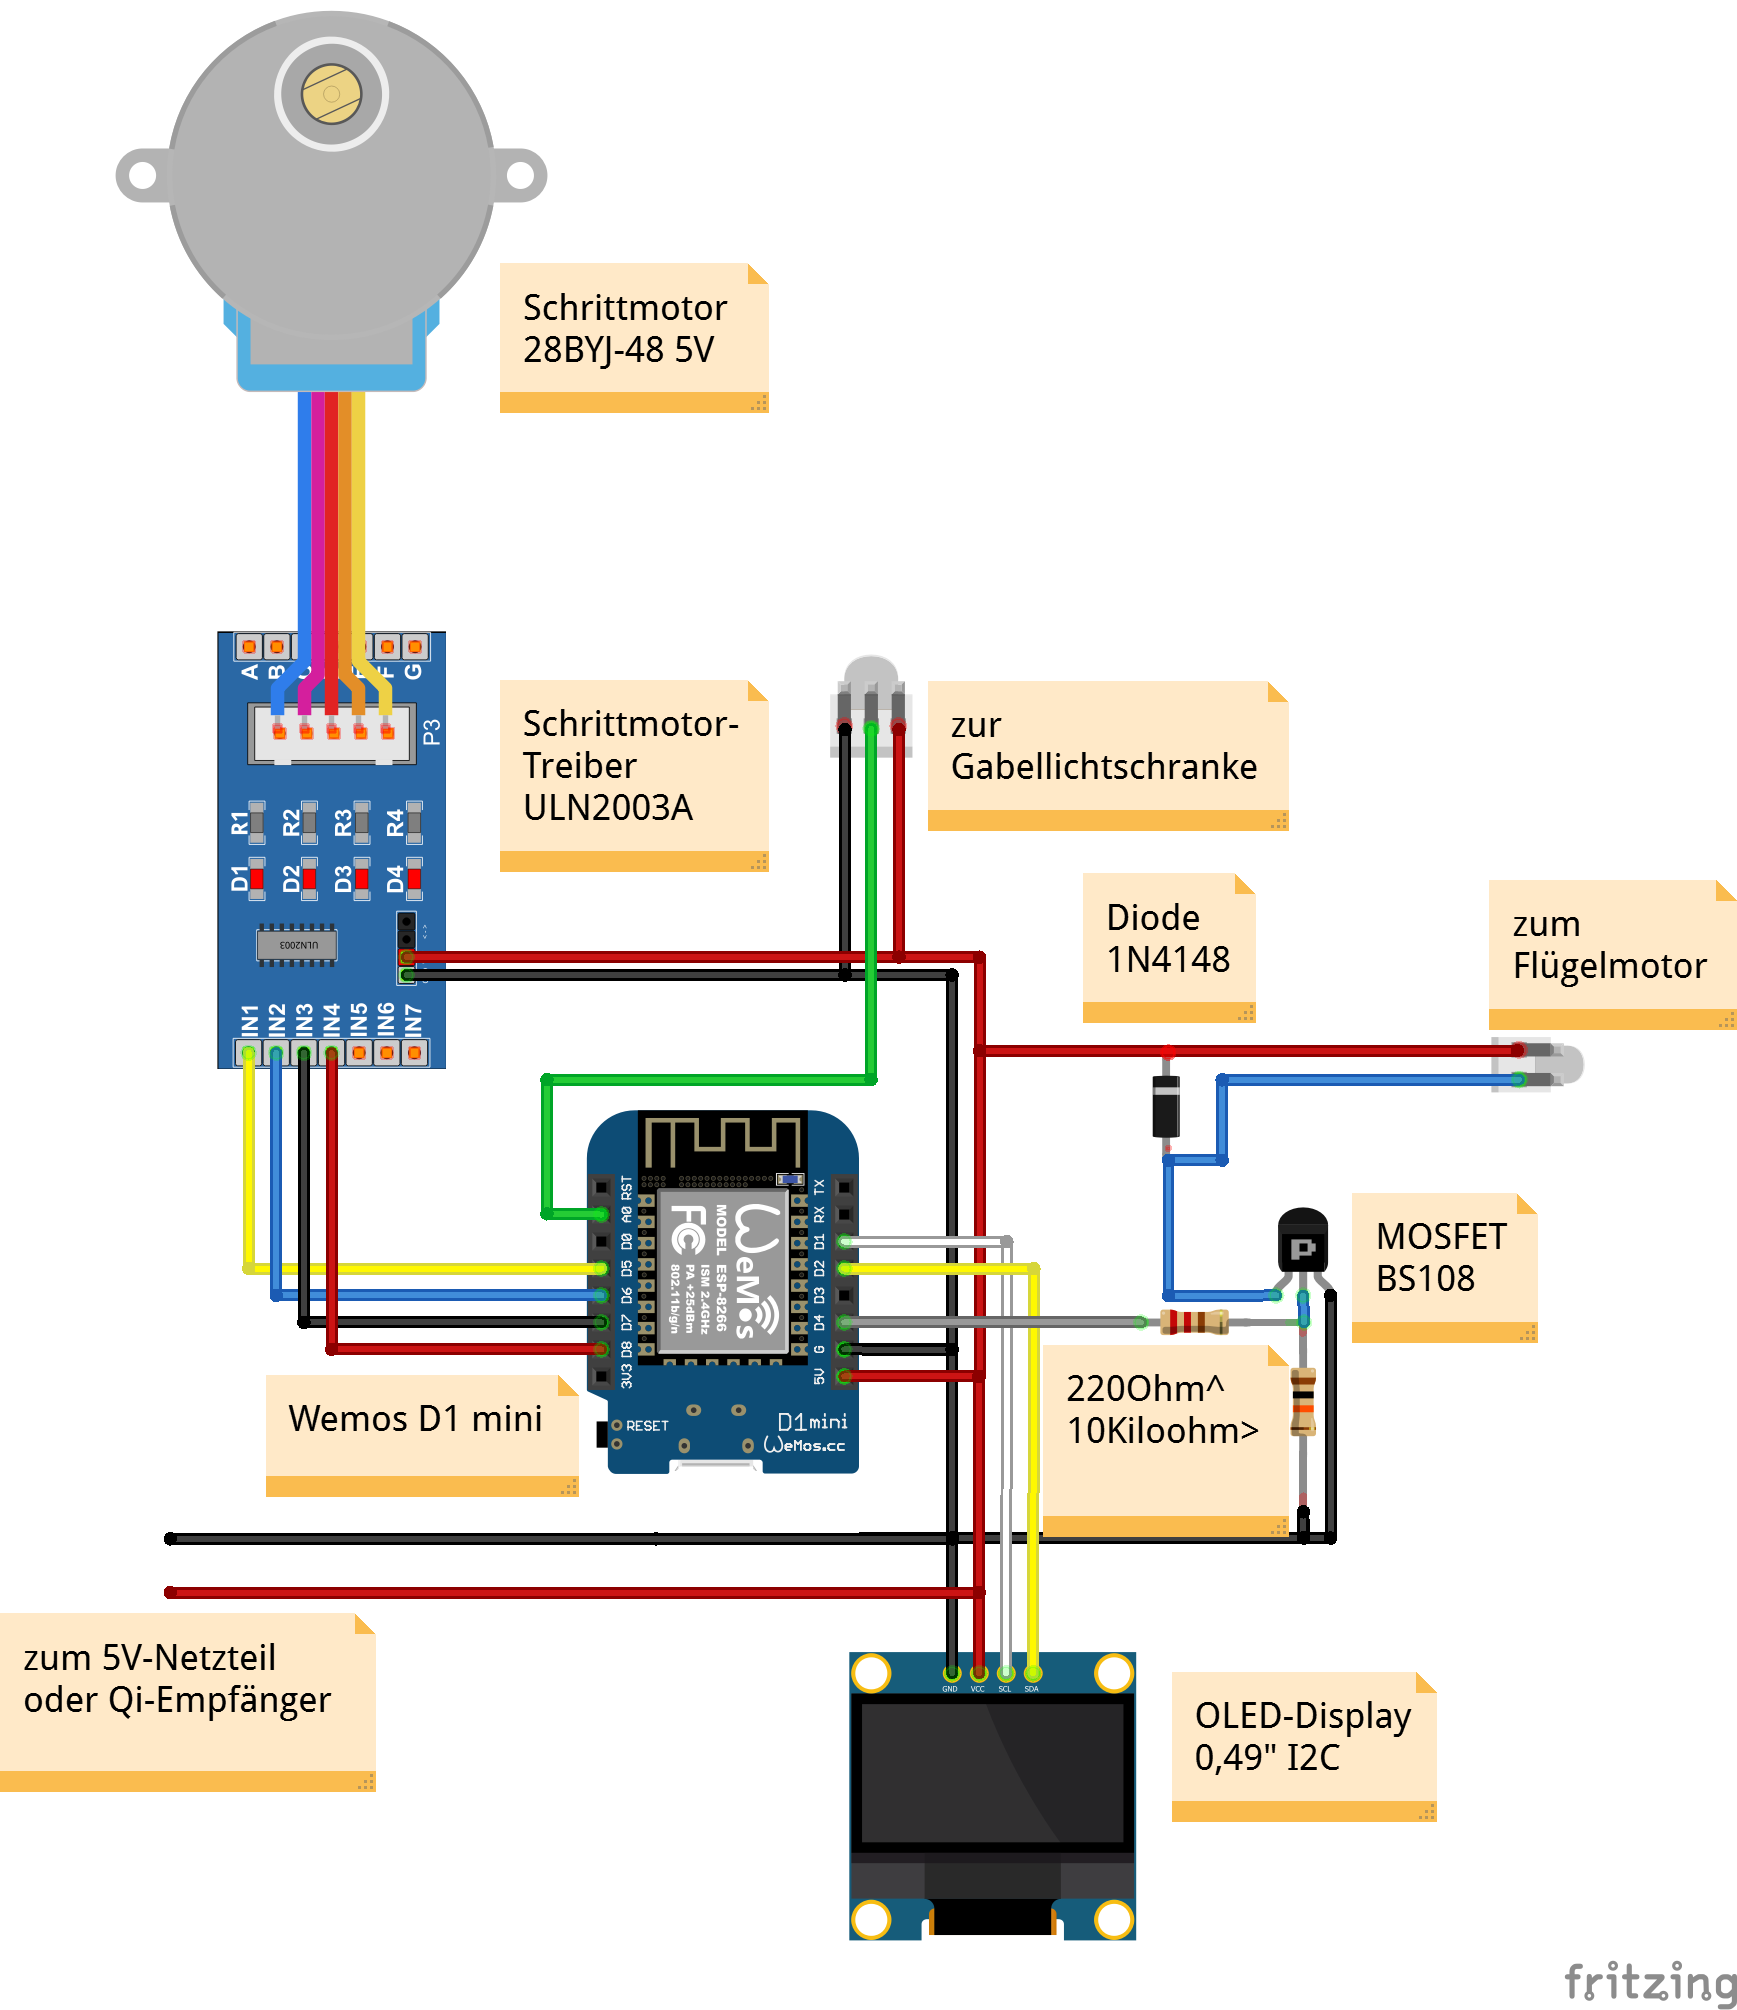 Schrittmotor
28BYJ-48 5V
A
B
F
G
P3
R1
R2
R3
R4
D1
D2
D3
D4
ULN2003
IN1
IN2
IN3
IN4
IN5
IN6
IN7
Schrittmotor-
Treiber
ULN2003A
zur
Gabellichtschranke
Diode
1N4148
zum
Flügelmotor
RST
A0
D0
D5
D6
D7
D8
3V3
TX
RX
D1
D2
D3
D4
G
5V
WeMos
MODEL ESP-8266
ISM 2.4GHz
PA +25dBm
802.11b/g/n
FC
RESET
D1mini
WeMos.cc
P
MOSFET
BS108
220Ohm^
10Kiloohm>
Wemos D1 mini
zum 5V-Netzteil
oder Qi-Empfänger
GND
VCC
SCL
SDA
OLED-Display
0,49" I2C
fritzing